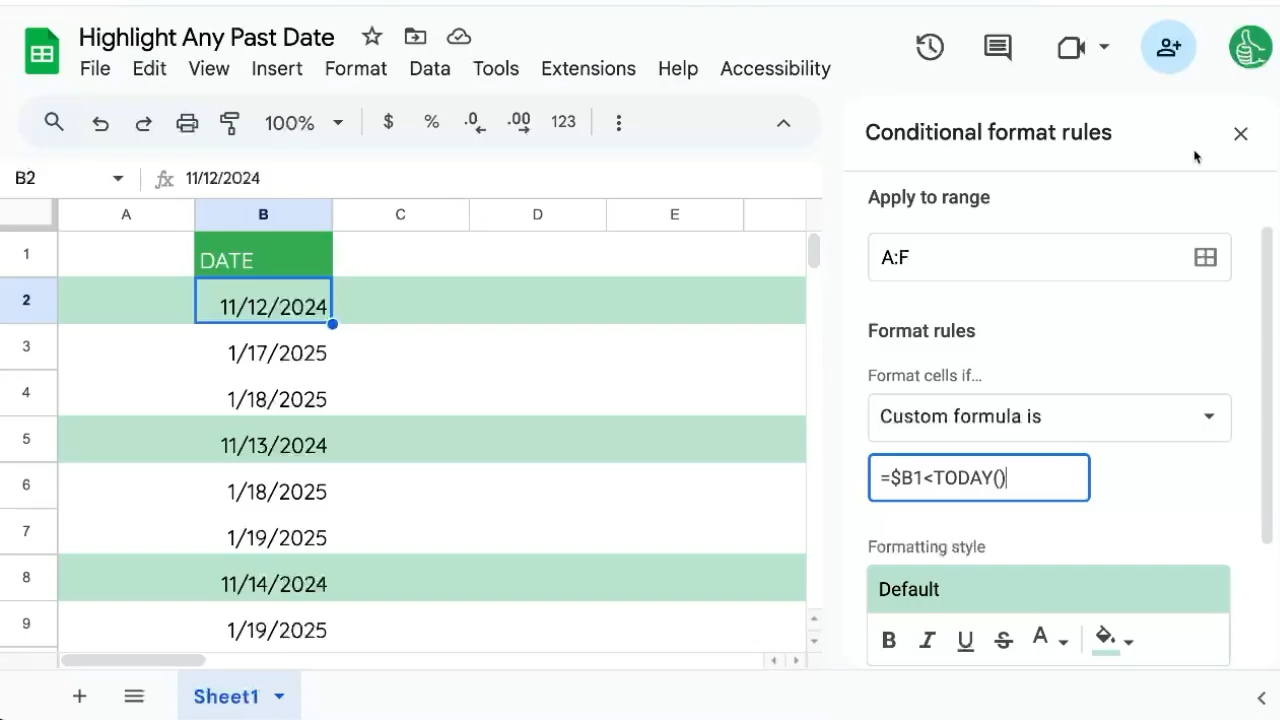 Highlight Any Past Date
File Edit View Insert Format Data Tools Extensions Help Accessibility
100% $ % .0 .00 123
B2 fx 11/12/2024
A B C D E
1 DATE
2 11/12/2024
3 1/17/2025
4 1/18/2025
5 11/13/2024
6 1/18/2025
7 1/19/2025
8 11/14/2024
9 1/19/2025
Sheet1
Conditional format rules
Apply to range
A:F
Format rules
Format cells if…
Custom formula is
=$B1<TODAY()
Formatting style
Default
B I U S A